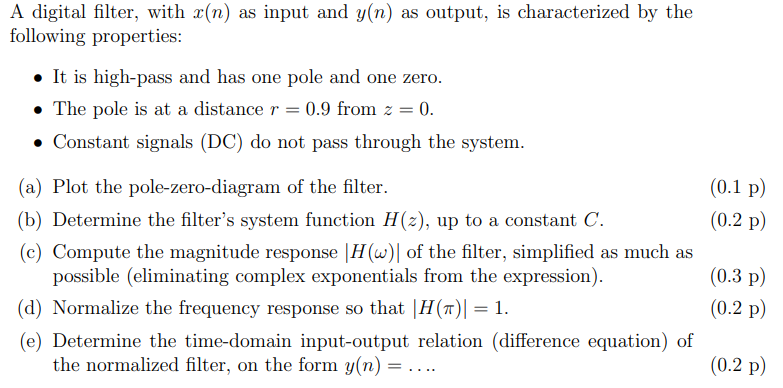 A digital filter, with x(n) as input and y(n) as output, is characterized by the
following properties:
• It is high-pass and has one pole and one zero.
• The pole is at a distance r = 0.9 from z = 0.
• Constant signals (DC) do not pass through the system.
(a) Plot the pole-zero-diagram of the filter. (0.1 p)
(b) Determine the filter's system function H(z), up to a constant C. (0.2 p)
(c) Compute the magnitude response |H(ω)| of the filter, simplified as much as
possible (eliminating complex exponentials from the expression). (0.3 p)
(d) Normalize the frequency response so that |H(π)| = 1. (0.2 p)
(e) Determine the time-domain input-output relation (difference equation) of
the normalized filter, on the form y(n) = .... (0.2 p)